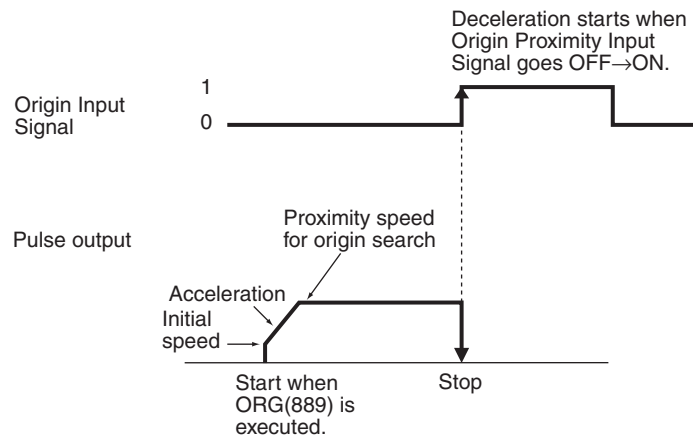 Deceleration starts when
Origin Proximity Input
Signal goes OFF→ON.
Origin Input
Signal
1
0
Pulse output
Proximity speed
for origin search
Acceleration
Initial
speed
Start when
ORG(889) is
executed.
Stop